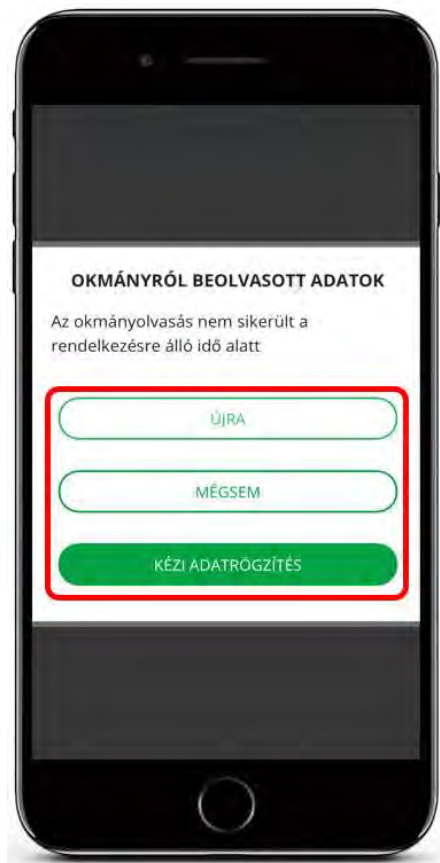 OKMÁNYRÓL BEOLVASOTT ADATOK
Az okmányolvasás nem sikerült a
rendelkezésre álló idő alatt
ÚJRA
MÉGSEM
KÉZI ADATRÖGZÍTÉS